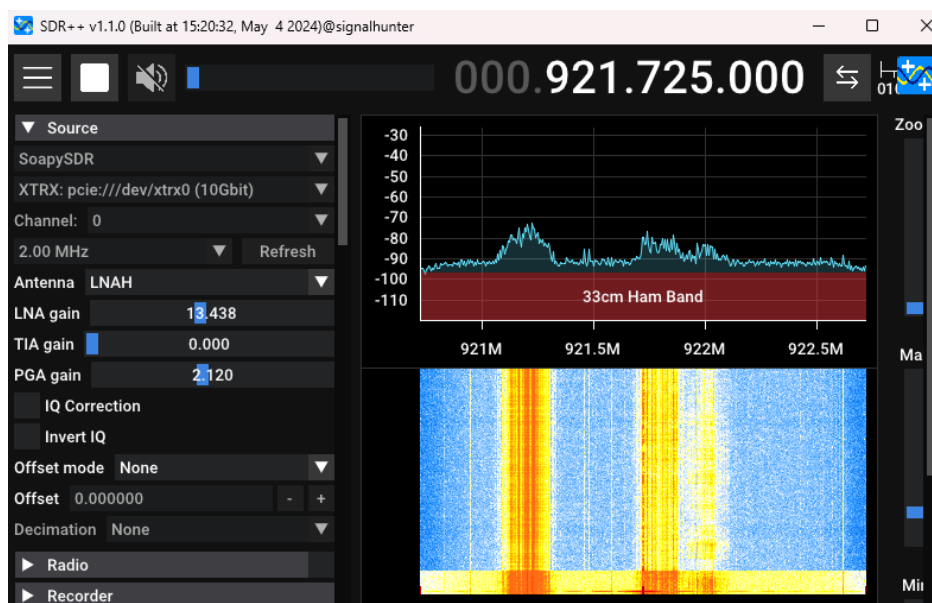 SDR++ v1.1.0 (Built at 15:20:32, May 4 2024)@signalhunter
000.921.725.000
01
Source
SoapySDR
XTRX: pcie:///dev/xtrx0 (10Gbit)
Channel: 0
2.00 MHz Refresh
Antenna LNAH
LNA gain 13.438
TIA gain 0.000
PGA gain 2.120
IQ Correction
Invert IQ
Offset mode None
Offset 0.000000 - +
Decimation None
Radio
Recorder
-30
-40
-50
-60
-70
-80
-90
-100
-110
33cm Ham Band
921M 921.5M 922M 922.5M
Zoo
Ma
Mi